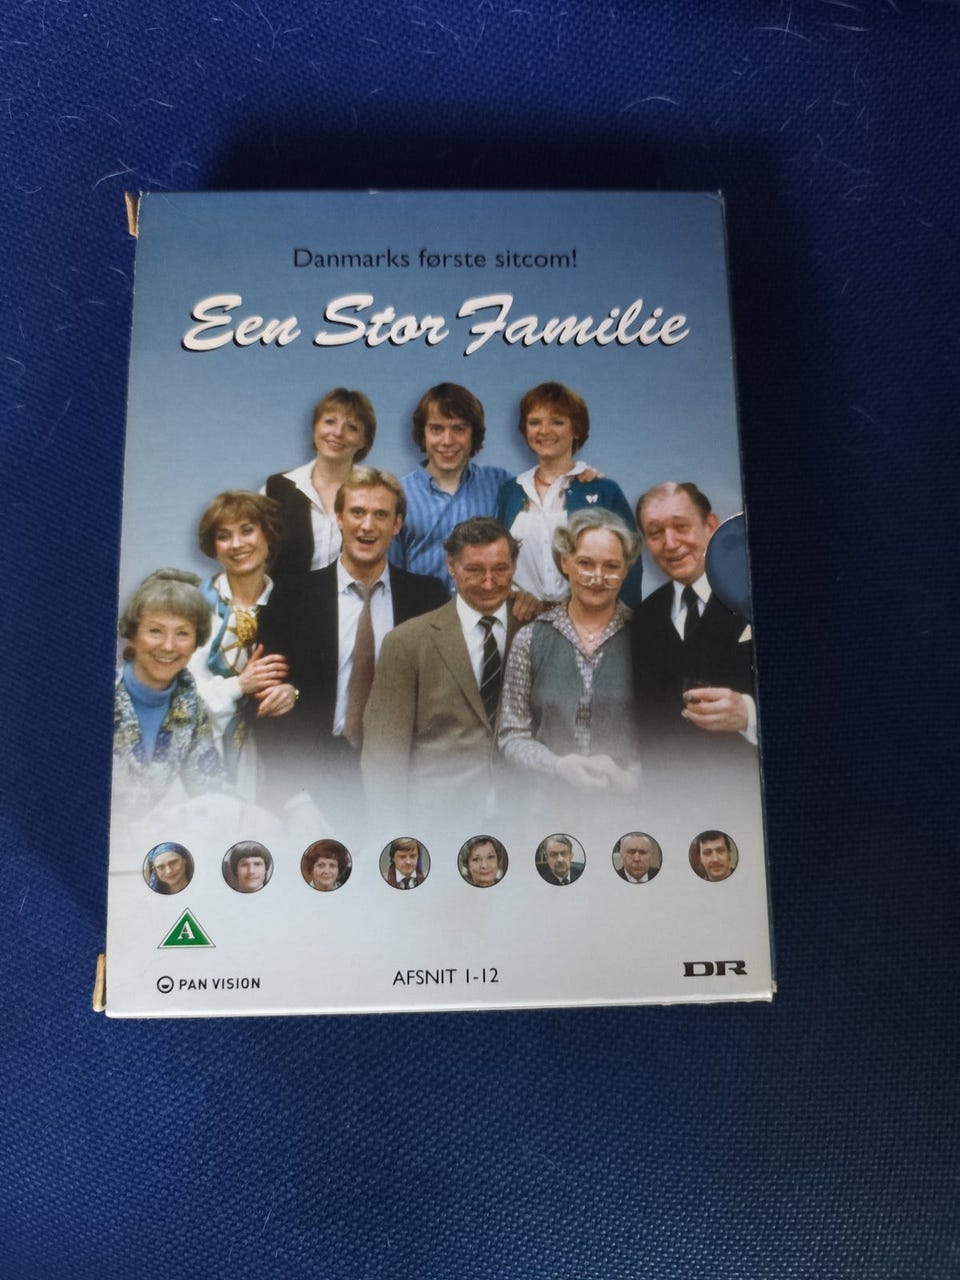 Danmarks første sitcom!
Een Stor Familie
A
PAN VISION
AFSNIT 1-12
DR